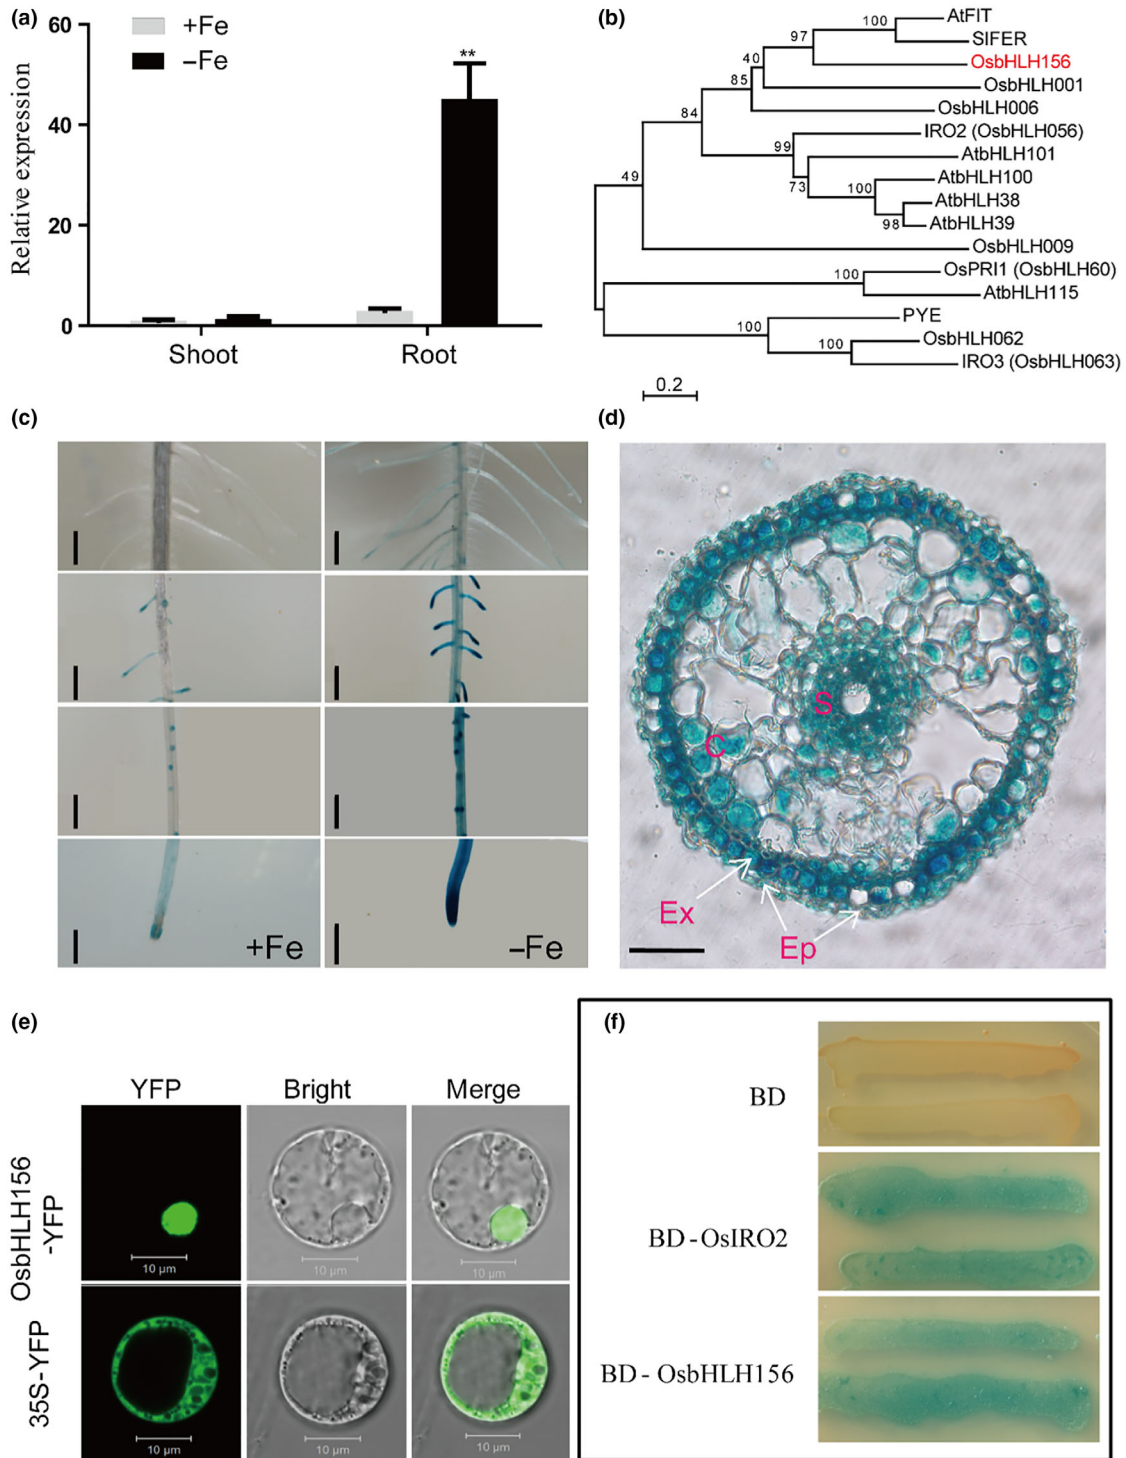 (a)
60
40
20
0
Relative expression
+Fe
–Fe
**
Shoot
Root
(b)
100
97
40
85
84
99
73
100
98
49
100
100
100
AtFIT
SlFER
OsbHLH156
OsbHLH001
OsbHLH006
IRO2 (OsbHLH056)
AtbHLH101
AtbHLH100
AtbHLH38
AtbHLH39
OsbHLH009
OsPRI1 (OsbHLH60)
AtbHLH115
PYE
OsbHLH062
IRO3 (OsbHLH063)
0.2
(c)
+Fe
–Fe
(d)
S
C
Ex
Ep
(e)
YFP
Bright
Merge
OsbHLH156
-YFP
10 µm
10 µm
10 µm
35S-YFP
10 µm
10 µm
10 µm
(f)
BD
BD - OsIRO2
BD - OsbHLH156